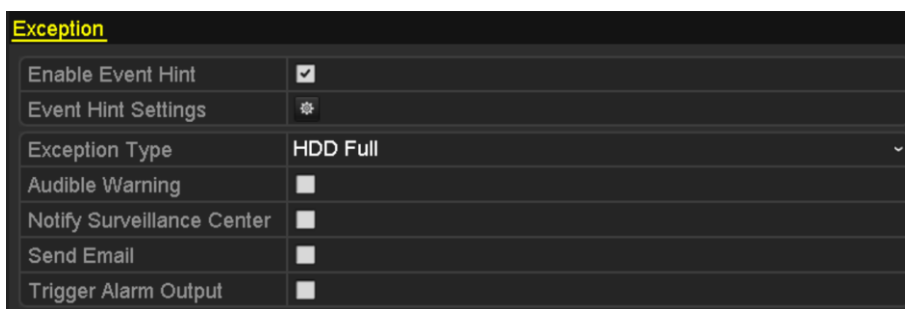 Exception
Enable Event Hint
Event Hint Settings
Exception Type HDD Full
Audible Warning
Notify Surveillance Center
Send Email
Trigger Alarm Output